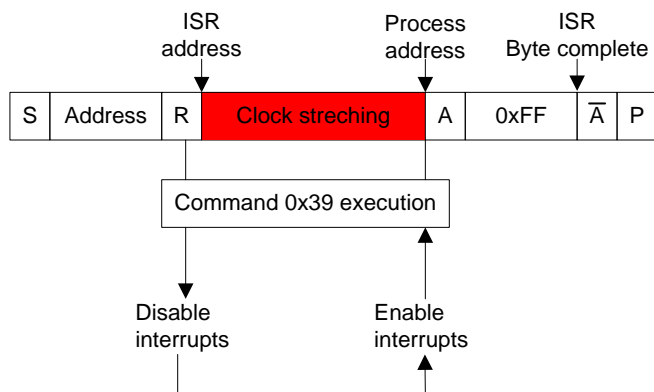 ISR
address
Process
address
ISR
Byte complete
S Address R Clock streching A 0xFF A̅ P
Command 0x39 execution
Disable
interrupts
Enable
interrupts